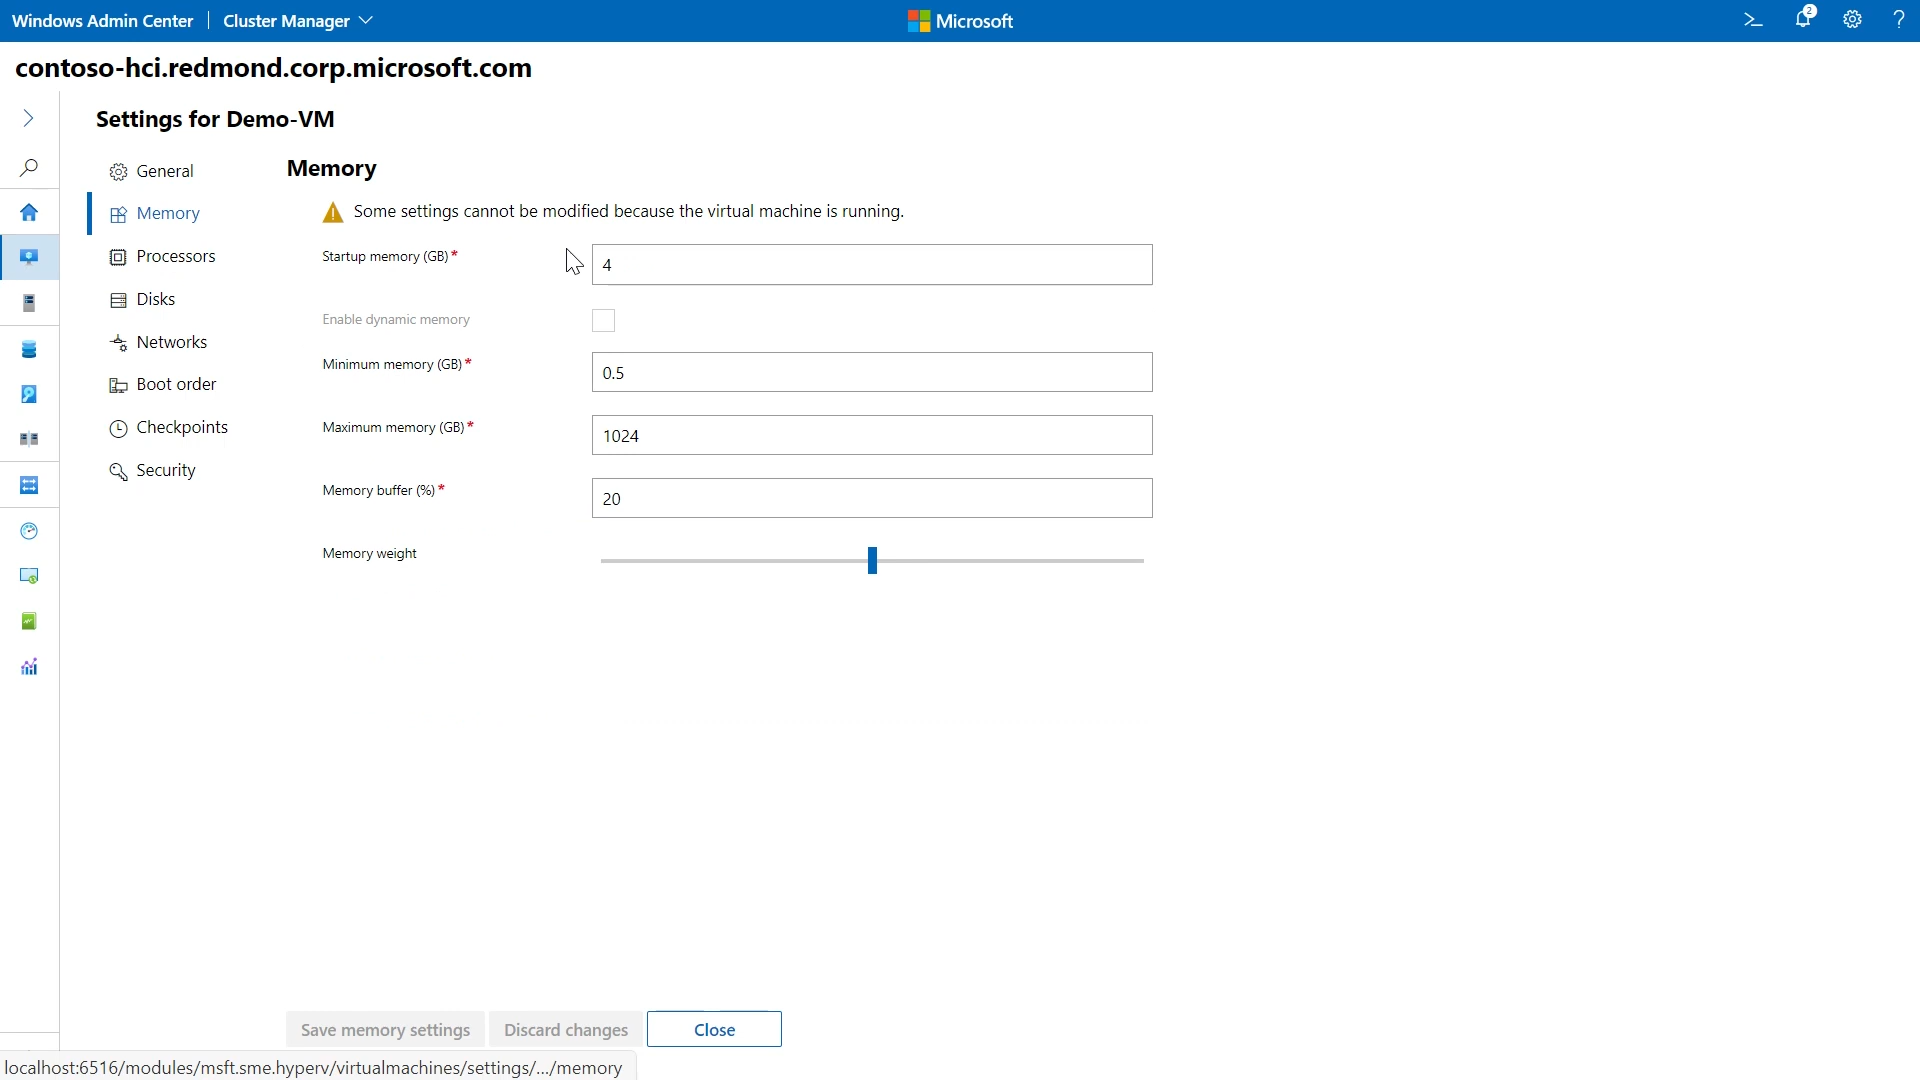 Windows Admin Center
Cluster Manager
Microsoft
2
contoso-hci.redmond.corp.microsoft.com
Settings for Demo-VM
General
Memory
Processors
Disks
Networks
Boot order
Checkpoints
Security
Memory
Some settings cannot be modified because the virtual machine is running.
Startup memory (GB)*
4
Enable dynamic memory
Minimum memory (GB)*
0.5
Maximum memory (GB)*
1024
Memory buffer (%)*
20
Memory weight
Save memory settings
Discard changes
Close
localhost:6516/modules/msft.sme.hyperv/virtualmachines/settings/.../memory